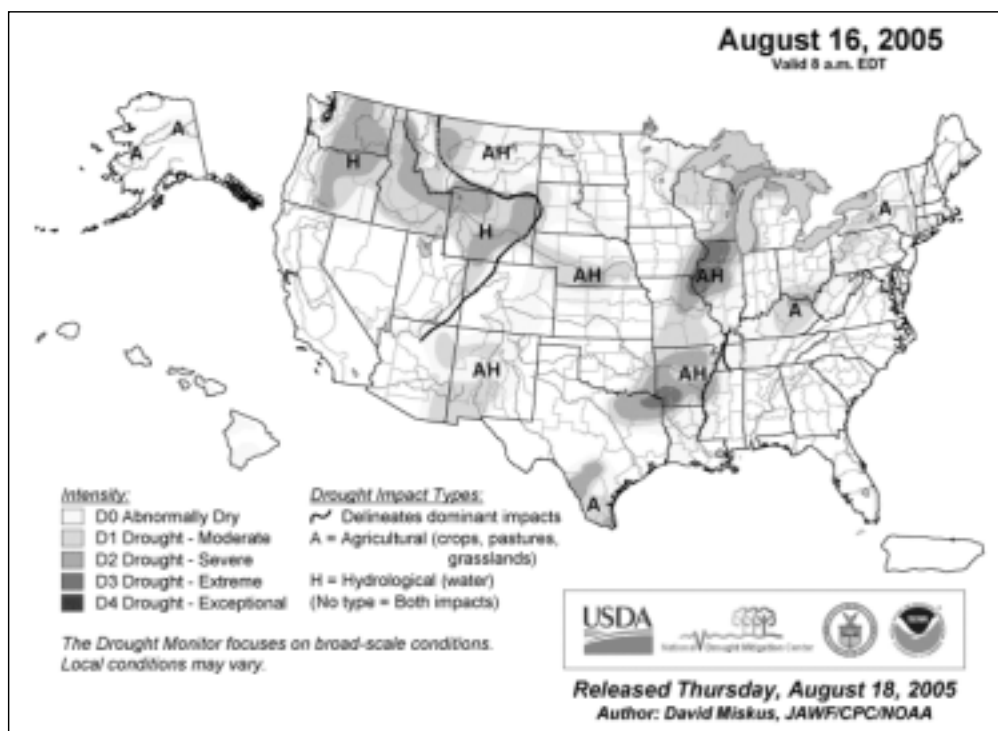 August 16, 2005
Valid 8 a.m. EDT
A
A
H
AH
H
AH
AH
A
A
AH
AH
A
Intensity:
D0 Abnormally Dry
D1 Drought - Moderate
D2 Drought - Severe
D3 Drought - Extreme
D4 Drought - Exceptional
Drought Impact Types:
Delineates dominant impacts
A = Agricultural (crops, pastures,
grasslands)
H = Hydrological (water)
(No type = Both impacts)
The Drought Monitor focuses on broad-scale conditions.
Local conditions may vary.
USDA
National Drought Mitigation Center
Released Thursday, August 18, 2005
Author: David Miskus, JAWF/CPC/NOAA